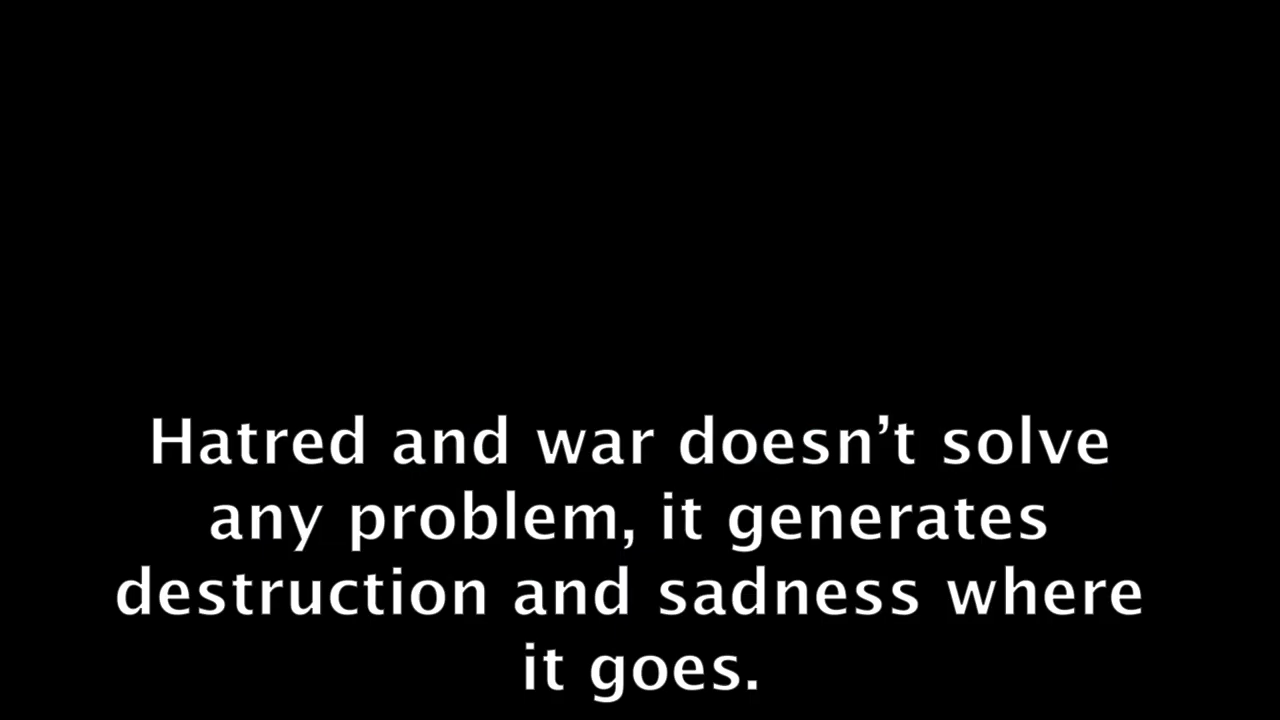 Hatred and war doesn’t solve
any problem, it generates
destruction and sadness where
it goes.